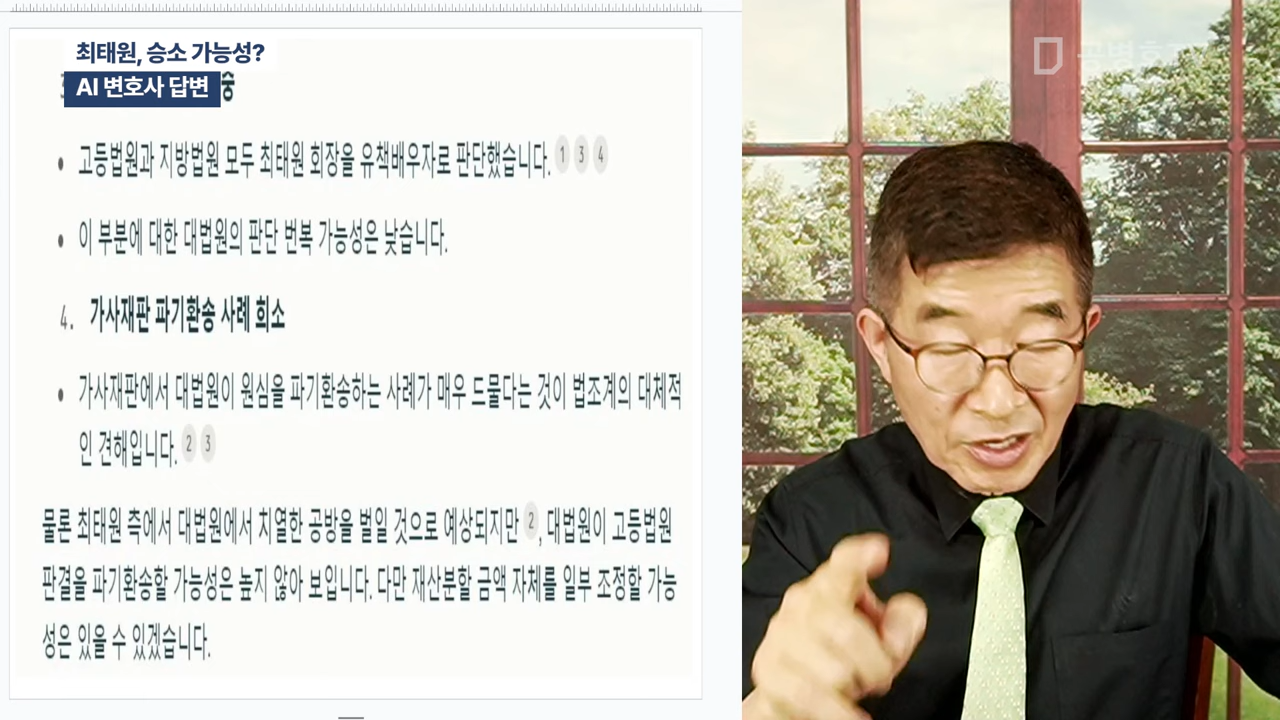 최태원, 승소 가능성?
AI 변호사 답변
고등법원과 지방법원 모두 최태원 회장을 유책배우자로 판단했습니다. 1 3 4
이 부분에 대한 대법원의 판단 번복 가능성은 낮습니다.
4. 가사재판 파기환송 사례 희소
가사재판에서 대법원이 원심을 파기환송하는 사례가 매우 드물다는 것이 법조계의 대체적
인 견해입니다. 2 3
물론 최태원 측에서 대법원에서 치열한 공방을 벌일 것으로 예상되지만 2, 대법원이 고등법원
판결을 파기환송할 가능성은 높지 않아 보입니다. 다만 재산분할 금액 자체를 일부 조정할 가능
성은 있을 수 있겠습니다.